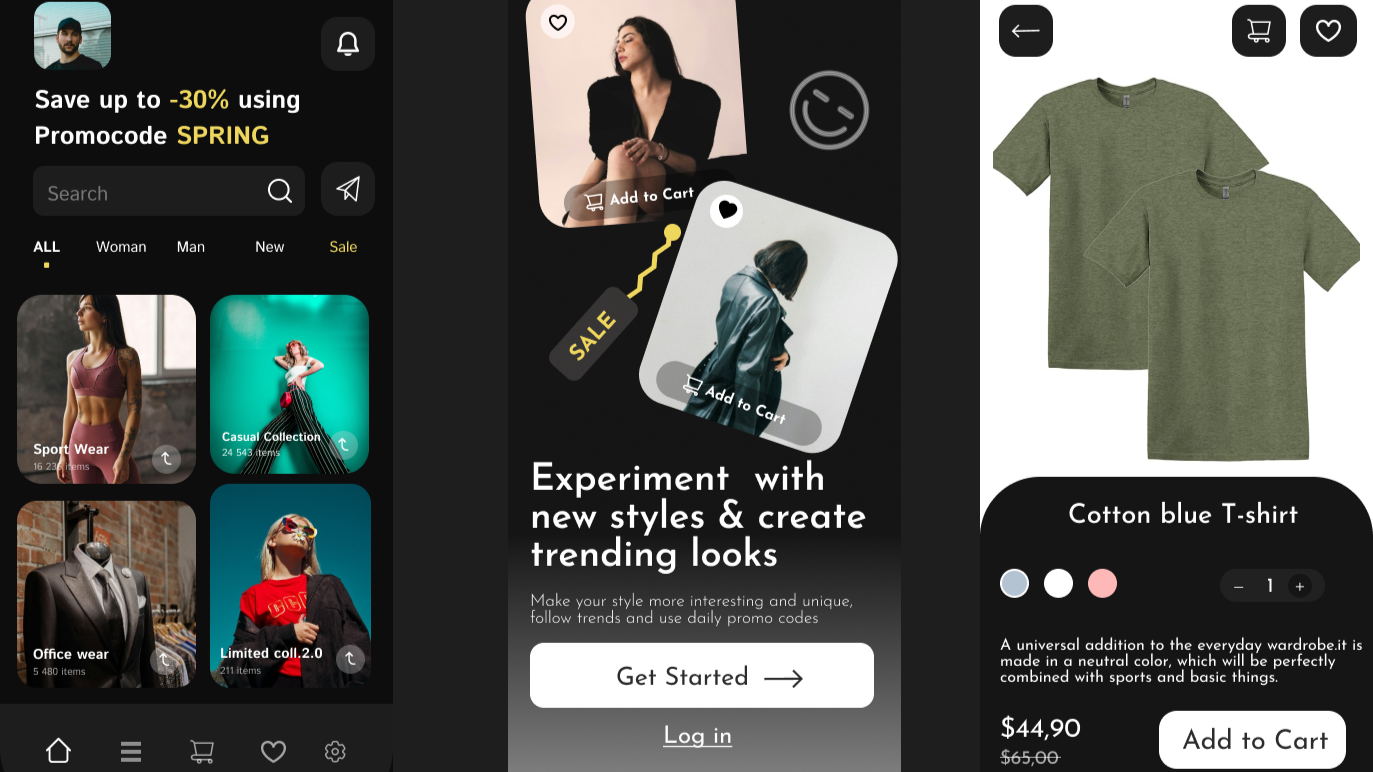 Save up to -30% using
Promocode SPRING
Search
ALL Woman Man New Sale
Sport Wear
16 235 items
Casual Collection
24 543 items
Office wear
5 480 items
Limited coll.2.0
211 items
Add to Cart
SALE
Add to Cart
Experiment with
new styles & create
trending looks
Make your style more interesting and unique,
follow trends and use daily promo codes
Get Started
Log in
Cotton blue T-shirt
− 1 +
A universal addition to the everyday wardrobe.it is
made in a neutral color, which will be perfectly
combined with sports and basic things.
$44,90
$65,00
Add to Cart